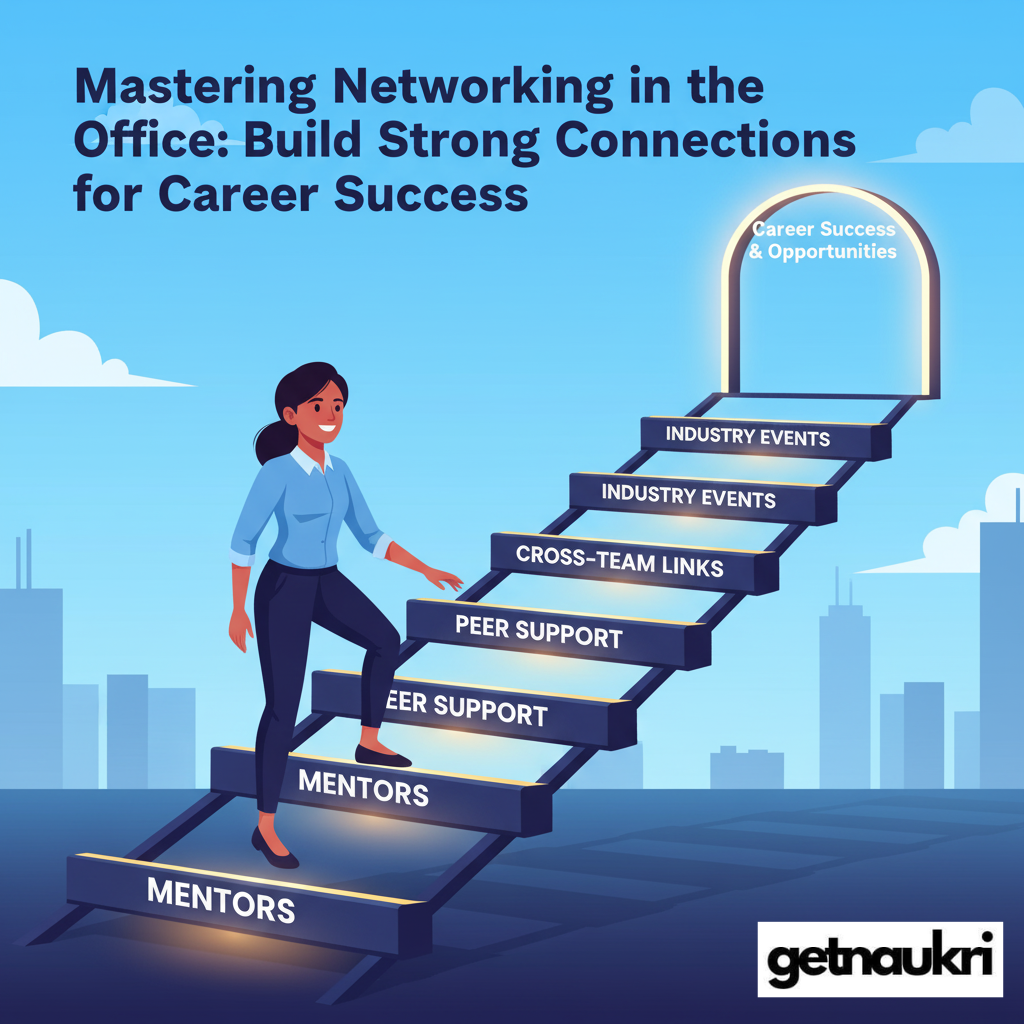 Mastering Networking in the
Office: Build Strong Connections
for Career Success
Career Success
& Opportunities
INDUSTRY EVENTS
INDUSTRY EVENTS
CROSS-TEAM LINKS
PEER SUPPORT
EER SUPPORT
MENTORS
MENTORS
getnaukri